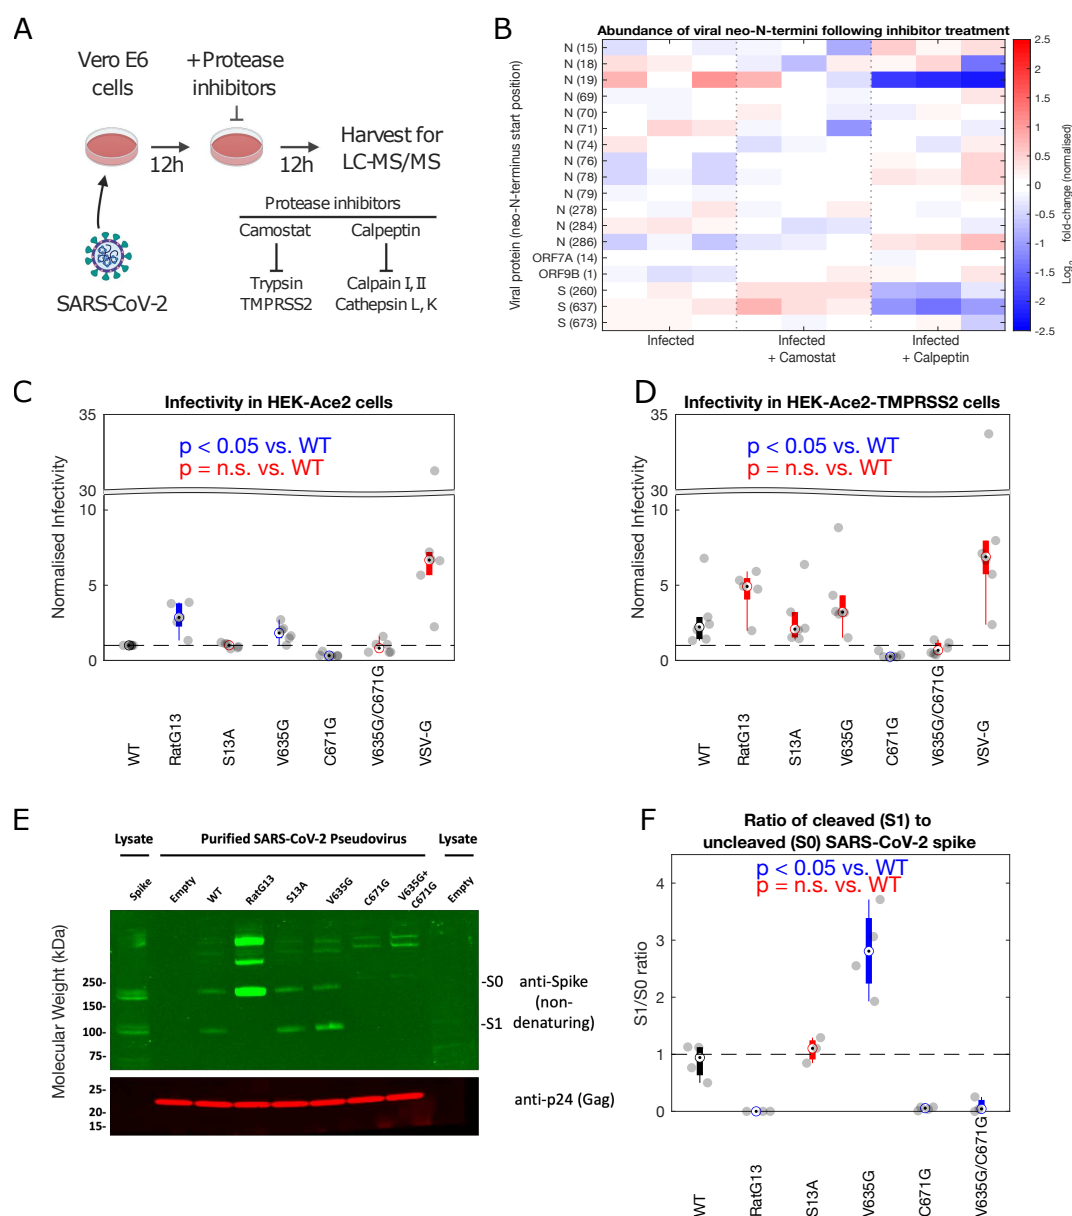 A
Vero E6
cells
+Protease
inhibitors
12h
12h
Harvest for
LC-MS/MS
SARS-CoV-2
Protease inhibitors
Camostat
Calpeptin
Trypsin
TMPRSS2
Calpain I, II
Cathepsin L, K
B
Abundance of viral neo-N-termini following inhibitor treatment
Viral protein (neo-N-terminus start position)
N (15)
N (18)
N (19)
N (69)
N (70)
N (71)
N (74)
N (76)
N (78)
N (79)
N (278)
N (284)
N (286)
ORF7A (14)
ORF9B (1)
S (260)
S (637)
S (673)
Infected
Infected
+ Camostat
Infected
+ Calpeptin
2.5
2
1.5
1
0.5
0
-0.5
-1
-1.5
-2
-2.5
Log2 fold-change (normalised)
C
Infectivity in HEK-Ace2 cells
p < 0.05 vs. WT
p = n.s. vs. WT
Normalised Infectivity
35
30
10
5
0
WT
RatG13
S13A
V635G
C671G
V635G/C671G
VSV-G
D
Infectivity in HEK-Ace2-TMPRSS2 cells
p < 0.05 vs. WT
p = n.s. vs. WT
Normalised Infectivity
35
30
10
5
0
WT
RatG13
S13A
V635G
C671G
V635G/C671G
VSV-G
E
Lysate
Purified SARS-CoV-2 Pseudovirus
Lysate
Spike
Empty
WT
RatG13
S13A
V635G
C671G
V635G+
C671G
Empty
Molecular Weight (kDa)
250-
150-
100-
75-
25-
20-
15-
-S0
-S1
anti-Spike
(non-
denaturing)
anti-p24 (Gag)
F
Ratio of cleaved (S1) to
uncleaved (S0) SARS-CoV-2 spike
p < 0.05 vs. WT
p = n.s. vs. WT
S1/S0 ratio
4
3
2
1
0
WT
RatG13
S13A
V635G
C671G
V635G/C671G